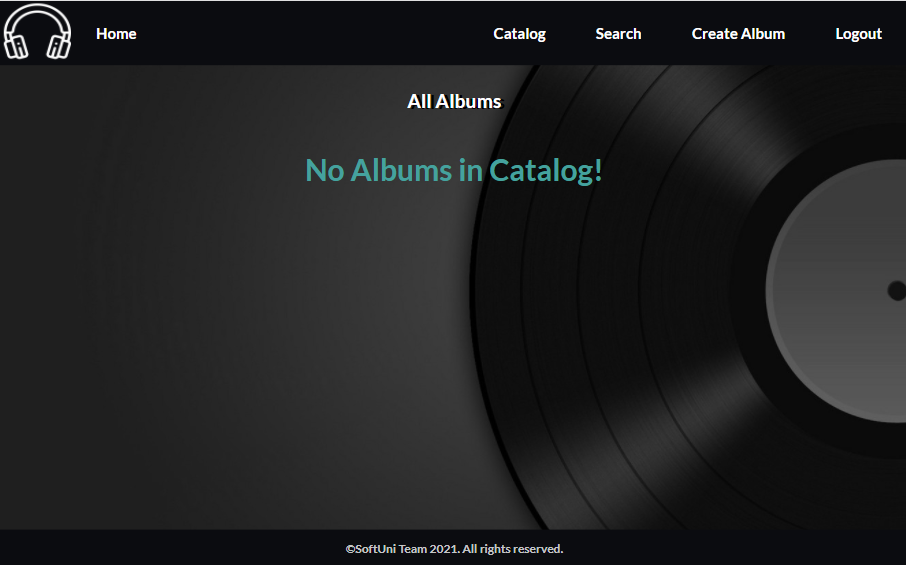 Home Catalog Search Create Album Logout
All Albums
No Albums in Catalog!
©SoftUni Team 2021. All rights reserved.